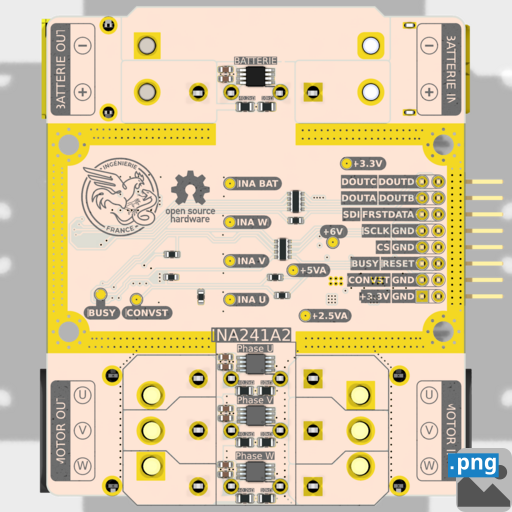 BATTERIE OUT
BATTERIE
BATTERIE IN
INGÉNIERIE
FRANCE
open source
hardware
INA BAT
INA W
INA V
INA U
+3.3V
DOUTC DOUTD
DOUTA DOUTB
SDI FRSTDATA
SCLK GND
CS GND
BUSY RESET
CONVST GND
+3.3V GND
+6V
+5VA
+2.5VA
BUSY
CONVST
INA241A2
Phase U
Phase V
Phase W
MOTOR OUT
U
V
W
MOTOR
U
V
W
.png